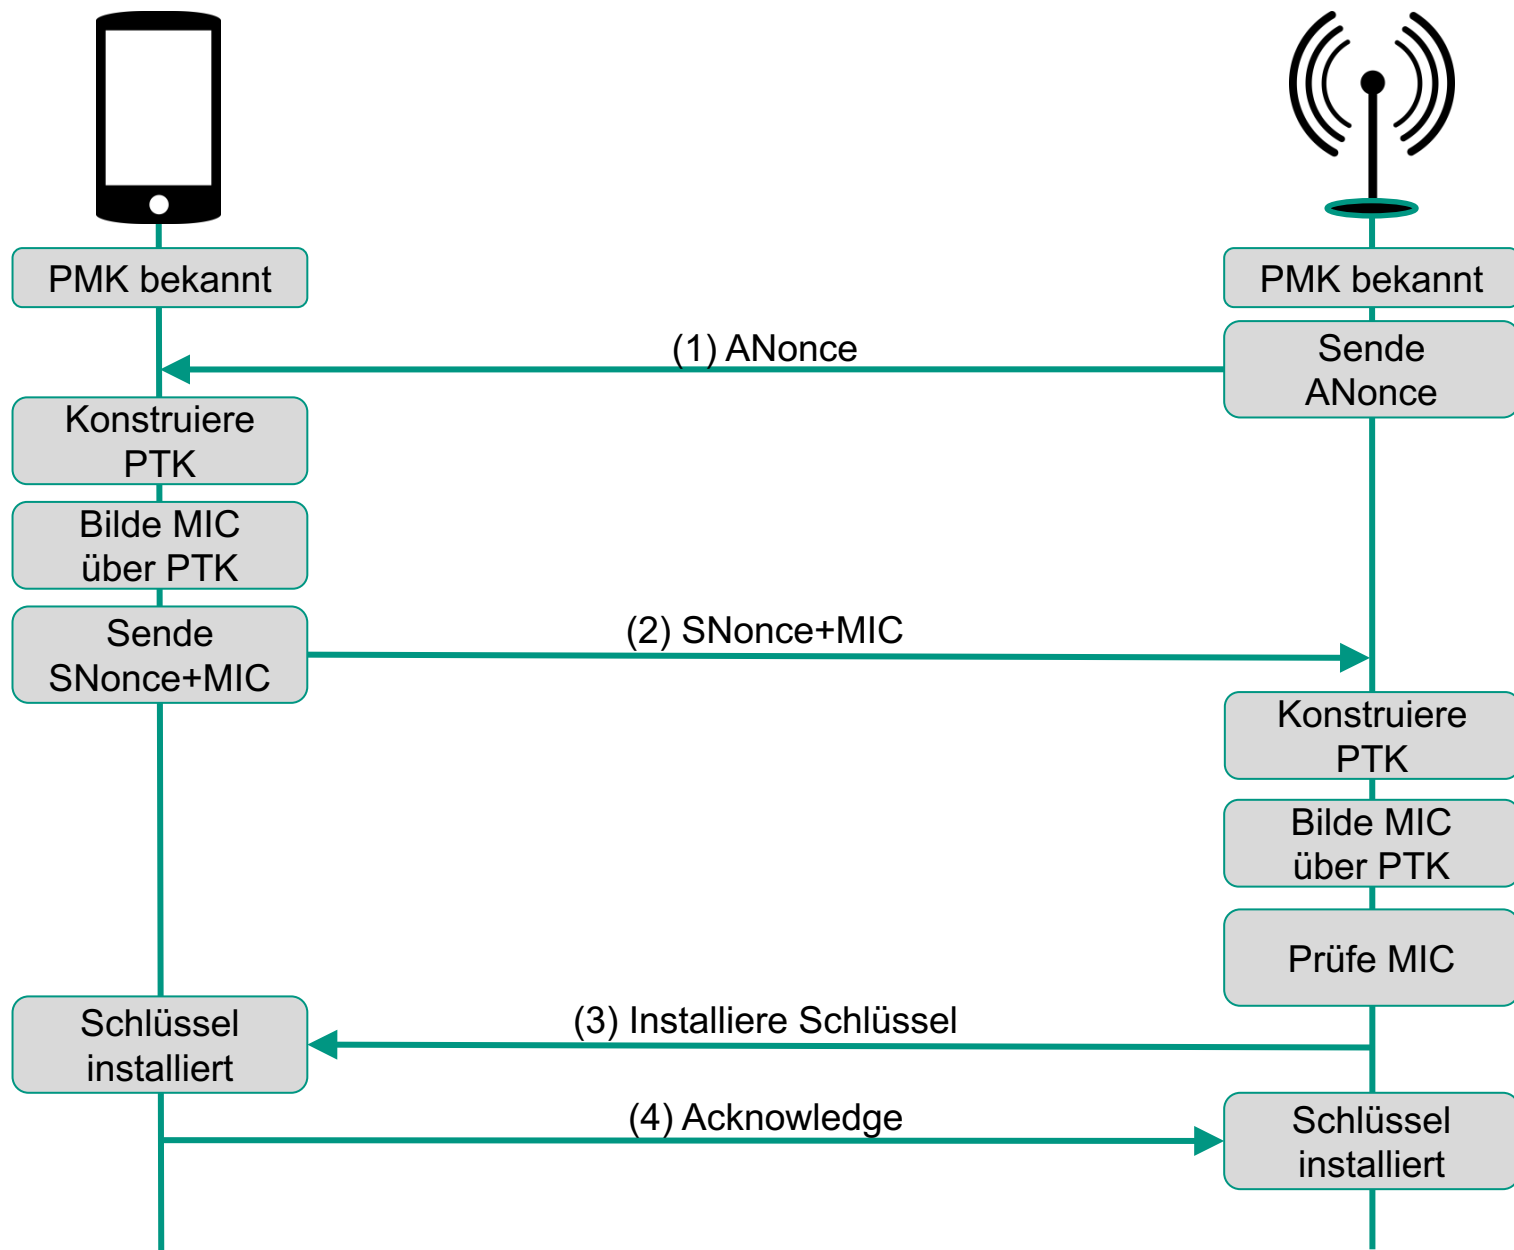 PMK bekannt
PMK bekannt
(1) ANonce
Sende
ANonce
Konstruiere
PTK
Bilde MIC
über PTK
Sende
SNonce+MIC
(2) SNonce+MIC
Konstruiere
PTK
Bilde MIC
über PTK
Prüfe MIC
(3) Installiere Schlüssel
Schlüssel
installiert
(4) Acknowledge
Schlüssel
installiert